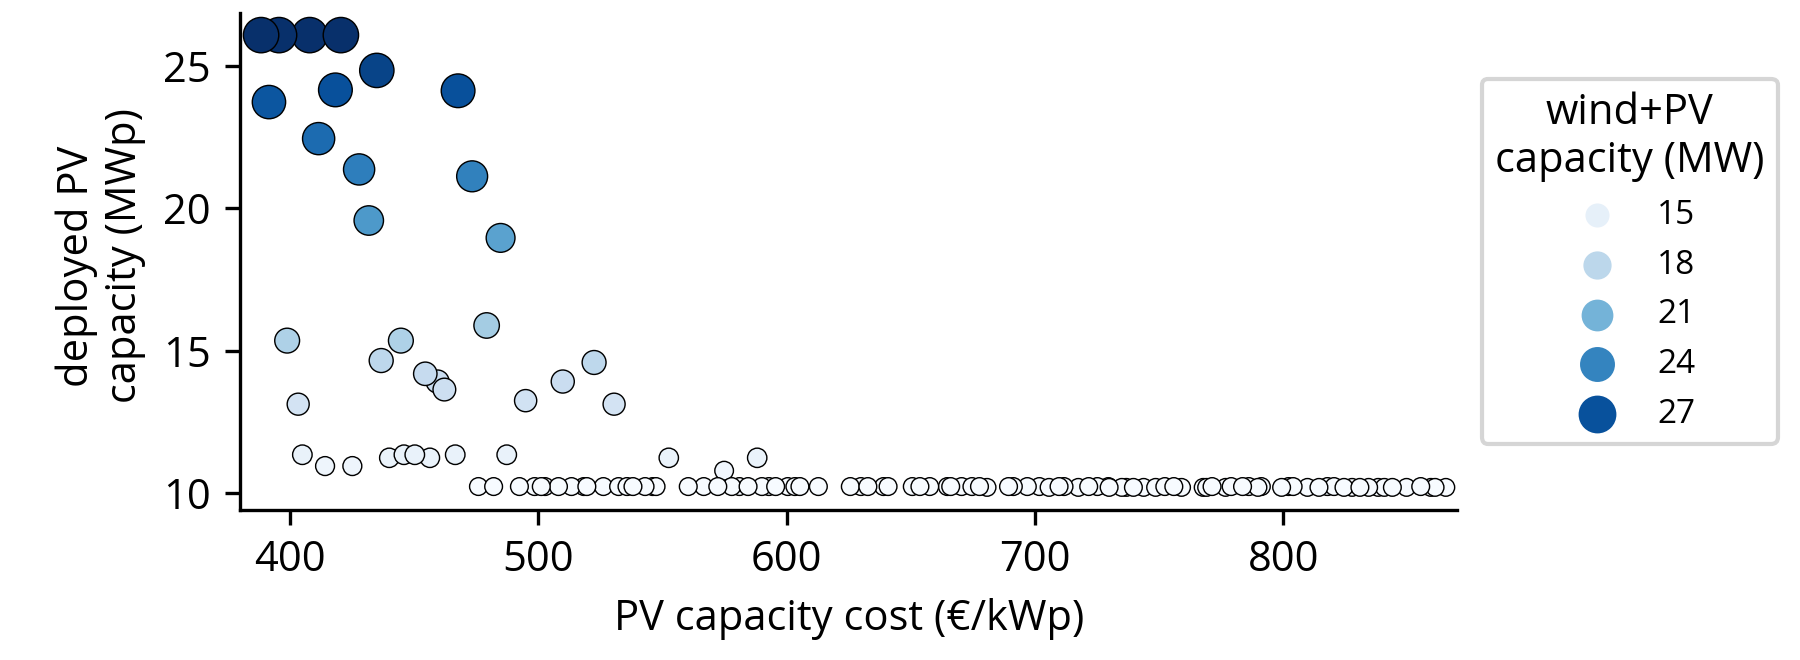 25
20
15
10
deployed PV
capacity (MWp)
400 500 600 700 800
PV capacity cost (€/kWp)
wind+PV
capacity (MW)
15
18
21
24
27